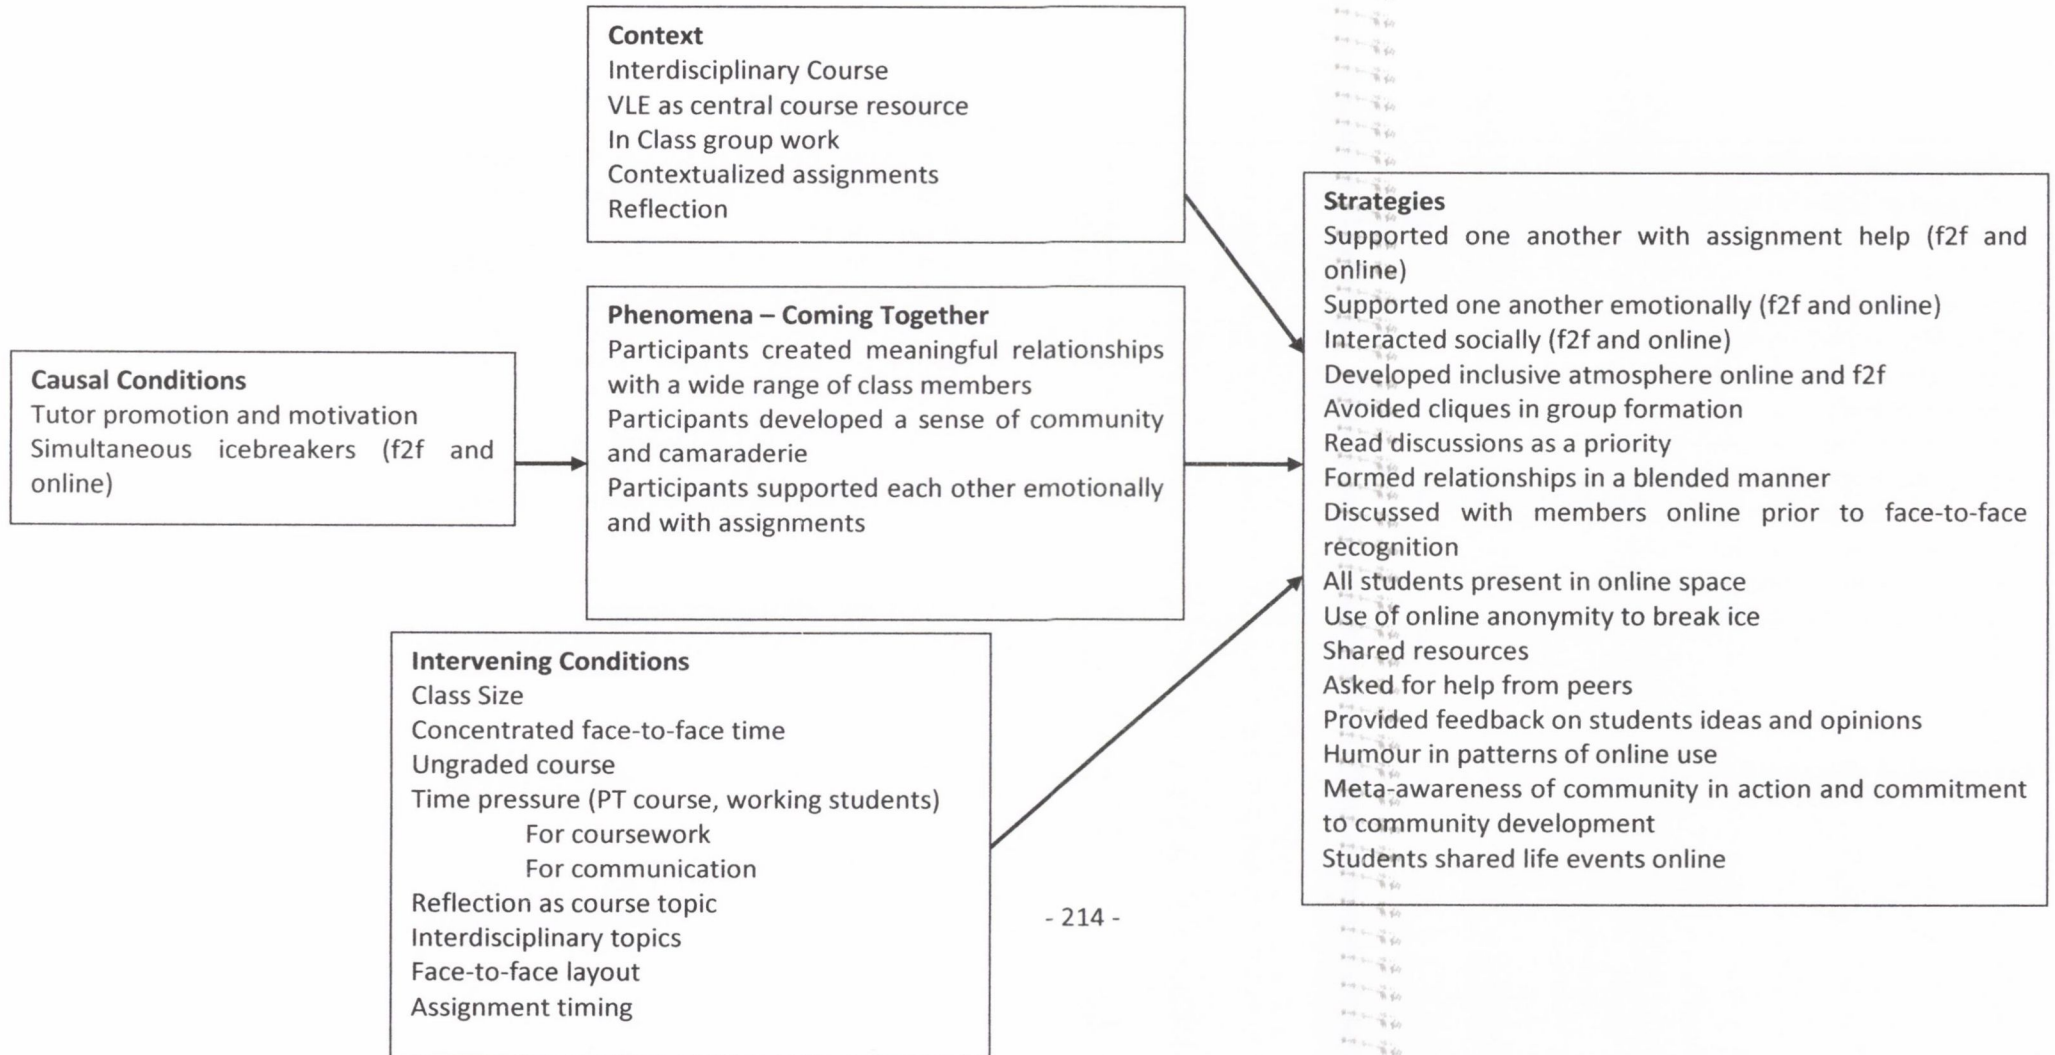 Context
Interdisciplinary Course
VLE as central course resource
In Class group work
Contextualized assignments
Reflection
Causal Conditions
Tutor promotion and motivation
Simultaneous icebreakers (f2f and
online)
Phenomena – Coming Together
Participants created meaningful relationships
with a wide range of class members
Participants developed a sense of community
and camaraderie
Participants supported each other emotionally
and with assignments
Intervening Conditions
Class Size
Concentrated face-to-face time
Ungraded course
Time pressure (PT course, working students)
For coursework
For communication
Reflection as course topic
Interdisciplinary topics
Face-to-face layout
Assignment timing
Strategies
Supported one another with assignment help (f2f and
online)
Supported one another emotionally (f2f and online)
Interacted socially (f2f and online)
Developed inclusive atmosphere online and f2f
Avoided cliques in group formation
Read discussions as a priority
Formed relationships in a blended manner
Discussed with members online prior to face-to-face
recognition
All students present in online space
Use of online anonymity to break ice
Shared resources
Asked for help from peers
Provided feedback on students ideas and opinions
Humour in patterns of online use
Meta-awareness of community in action and commitment
to community development
Students shared life events online
- 214 -